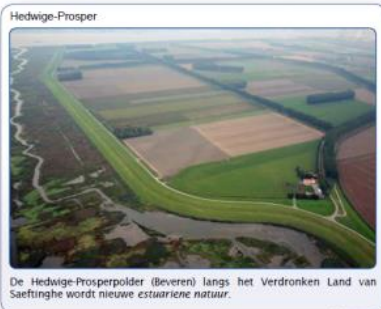 Hedwige-Prosper
De Hedwige-Prosperpolder (Beveren) langs het Verdronken Land van
Saeftinghe wordt nieuwe estuariene natuur.